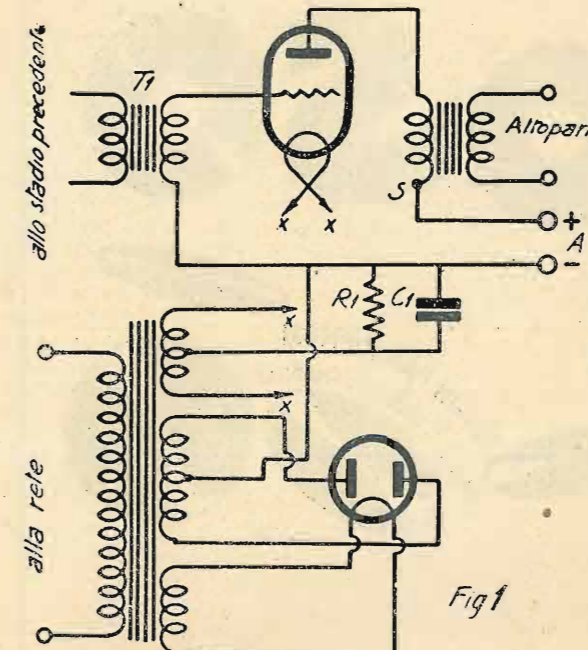 allo stadio precedente
T1
Altopar
S
+
A
-
x
x
R1
C1
x
x
alla rete
Fig 1